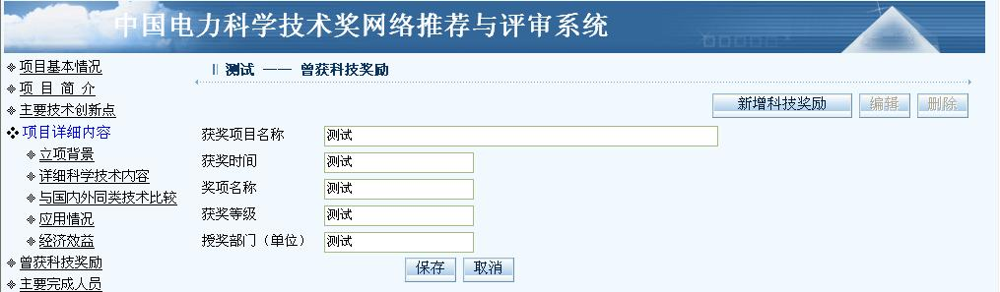 中国电力科学技术奖网络推荐与评审系统
项目基本情况
项 目 简 介
主要技术创新点
项目详细内容
立项背景
详细科学技术内容
与国内外同类技术比较
应用情况
经济效益
曾获科技奖励
主要完成人员
测试 —— 曾获科技奖励
新增科技奖励 编辑 删除
获奖项目名称 测试
获奖时间 测试
奖项名称 测试
获奖等级 测试
授奖部门（单位） 测试
保存 取消